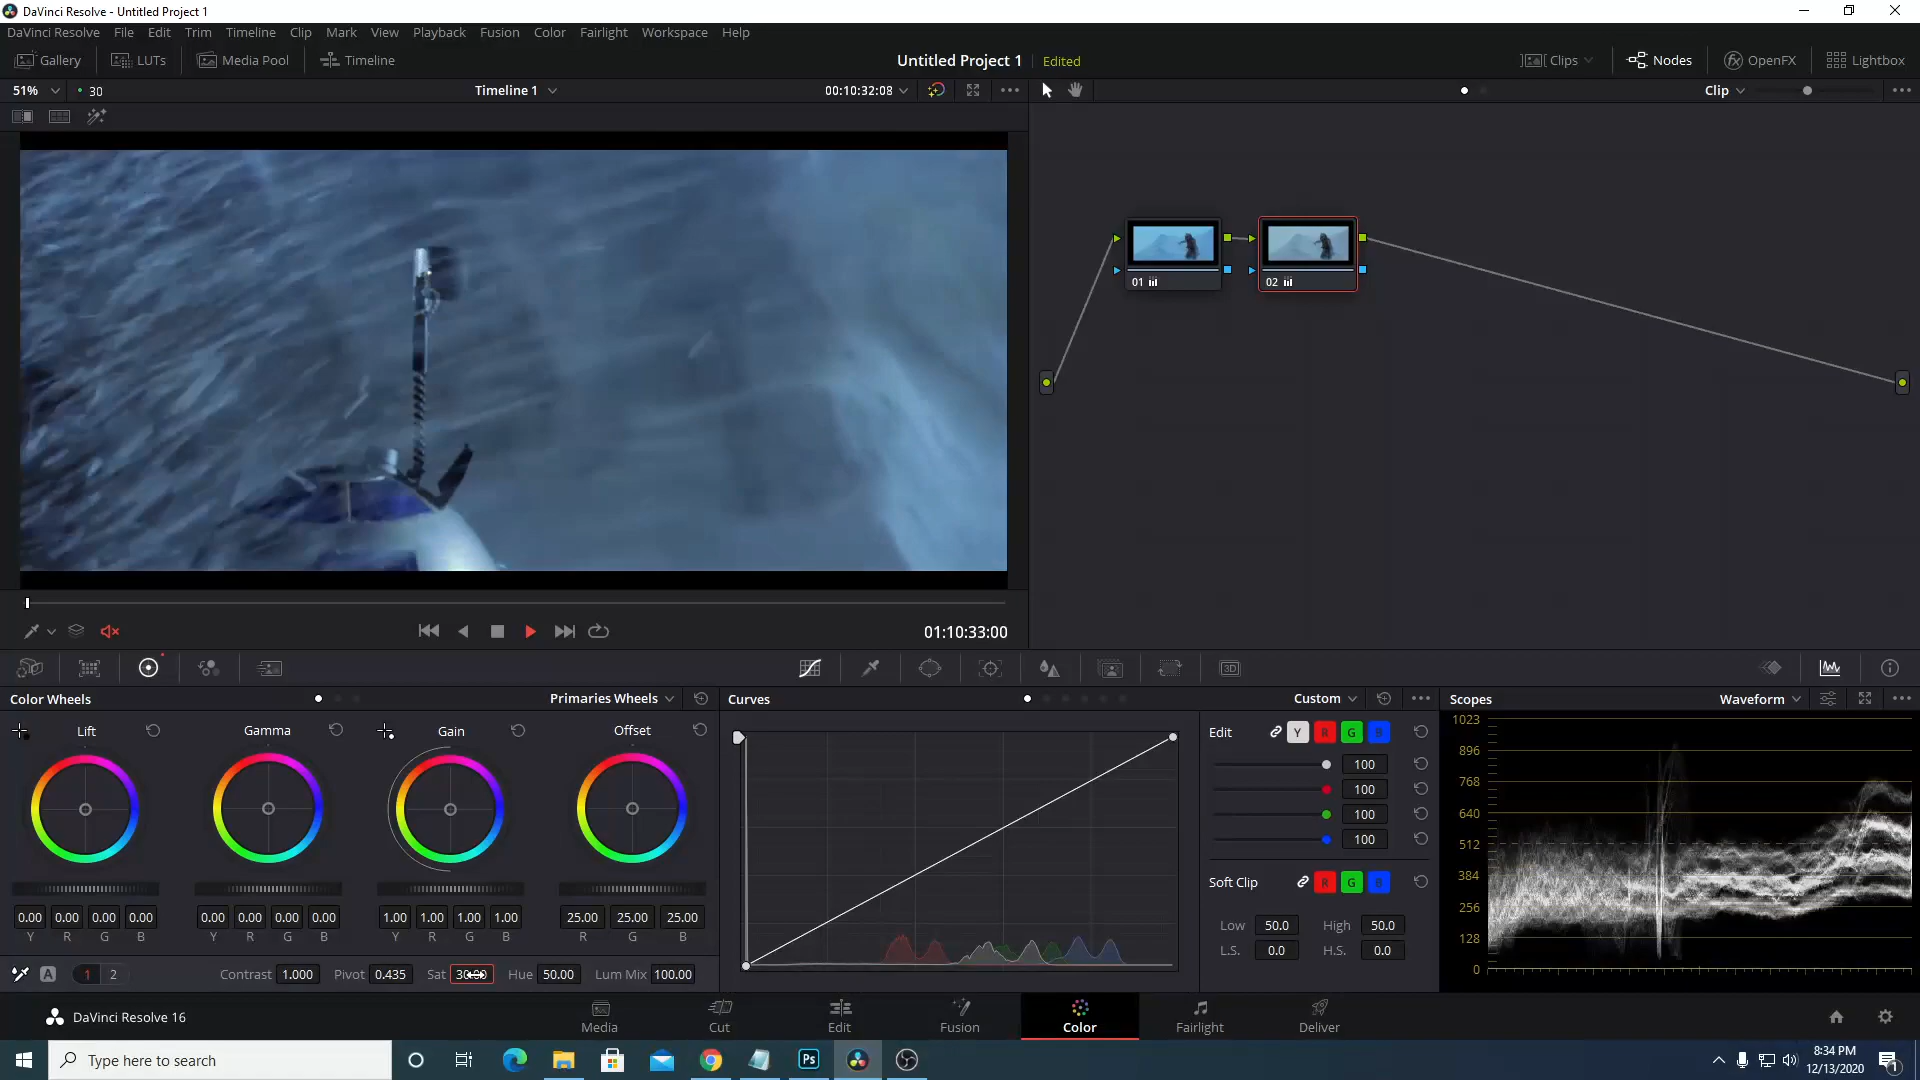 DaVinci Resolve - Untitled Project 1
DaVinci Resolve File Edit Trim Timeline Clip Mark View Playback Fusion Color Fairlight Workspace Help
Gallery LUTs Media Pool Timeline Untitled Project 1 Edited Clips Nodes fx OpenFX Lightbox
51% 30 Timeline 1 00:10:32:08 Clip
01 02
01:10:33:00
3D
Color Wheels Primaries Wheels Curves Custom Scopes Waveform
Lift Gamma Gain Offset Edit Y R G B
100
100
100
100
Soft Clip R G B
Low 50.0 High 50.0
L.S. 0.0 H.S. 0.0
1023
896
768
640
512
384
256
128
0
0.00 0.00 0.00 0.00 0.00 0.00 0.00 0.00 1.00 1.00 1.00 1.00 25.00 25.00 25.00
Y R G B Y R G B Y R G B R G B
A 1 2 Contrast 1.000 Pivot 0.435 Sat Hue 50.00 Lum Mix 100.00
DaVinci Resolve 16 Media Cut Edit Fusion Color Fairlight Deliver
Type here to search Ps 8:34 PM
12/13/2020 1